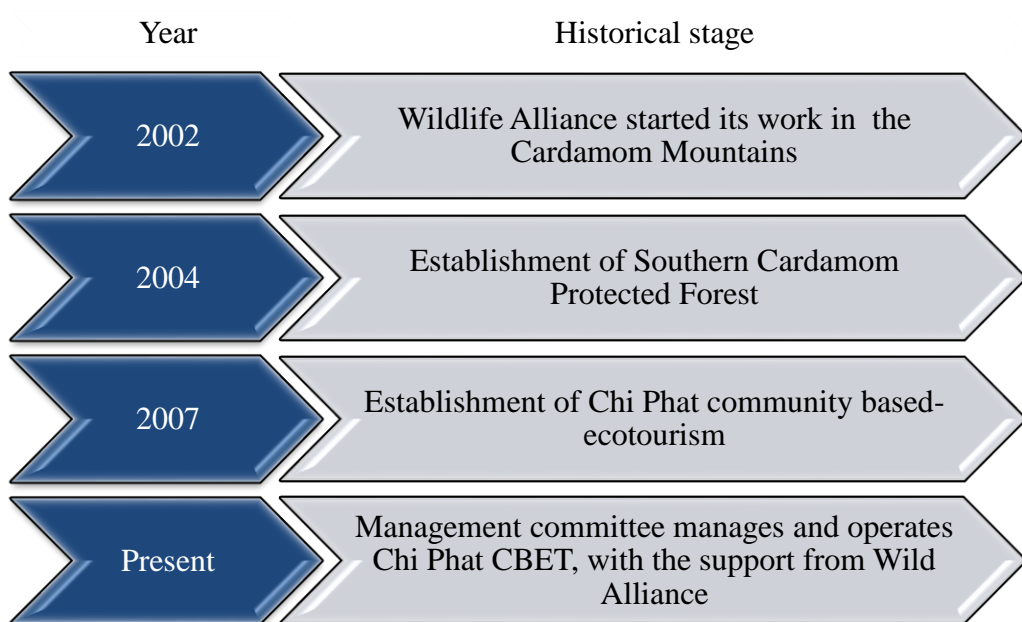 Year Historical stage
2002
Wildlife Alliance started its work in the
Cardamom Mountains
2004
Establishment of Southern Cardamom
Protected Forest
2007
Establishment of Chi Phat community based-
ecotourism
Present
Management committee manages and operates
Chi Phat CBET, with the support from Wild
Alliance